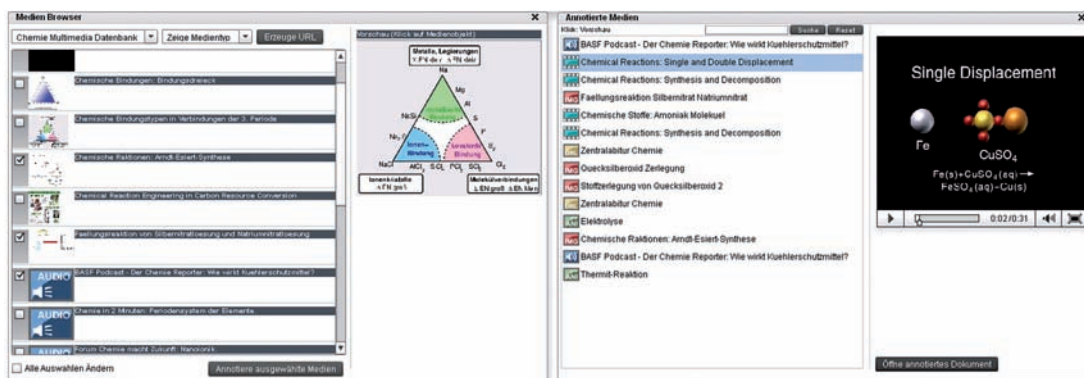 Medien Browser
Chemie Multimedia Datenbank
Zeige Medientyp
Erzeuge URL
Chemische Bindungen: Bindungsdreieck
Chemische Bindungstypen in Verbindungen der 3. Periode
Chemische Raktionen: Arndt-Eistert-Synthese
Chemical Reaction Engineering in Carbon Resource Conversion
Faellungsreaktion von Silbernitratloesung und Natriumnitratloesung
AUDIO
BASF Podcast - Der Chemie Reporter: Wie wirkt Kuehlerschutzmittel?
AUDIO
Chemie in 2 Minuten: Periodensystem der Elemente
AUDIO
Forum Chemie macht Zukunft: Nanoionik
Alle Auswahlen Ändern
Annotiere ausgewählte Medien
Vorschau (Klick auf Medienobjekt)
Metalle, Legierungen
Na
Mg
Al
S
NaSi
P
Ionen-
Bindung
kovalente
Bindung
NaCl
AlCl₃
SCl₂
PCl₅
SCl₂
Cl₂
Ionenkristalle
Molekülverbindungen
Annotierte Medien
Klick: Vorschau
Suche
Reset
BASF Podcast - Der Chemie Reporter: Wie wirkt Kuehlerschutzmittel?
Chemical Reactions: Single and Double Displacement
Chemical Reactions: Synthesis and Decomposition
Faellungsreaktion Silbernitrat Natriumnitrat
Chemische Stoffe: Amoniak Molekuel
Chemical Reactions: Synthesis and Decomposition
Zentralabitur Chemie
Quecksilberoxid Zerlegung
Stoffzerlegung von Quecksilberoxid 2
Zentralabitur Chemie
Elektrolyse
Chemische Raktionen: Arndt-Eistert-Synthese
BASF Podcast - Der Chemie Reporter: Wie wirkt Kuehlerschutzmittel?
Thermit-Reaktion
Single Displacement
Fe
CuSO₄
Fe(s)+CuSO₄(aq)→
FeSO₄(aq)+Cu(s)
0:02/0:31
Öffne annotiertes Dokument